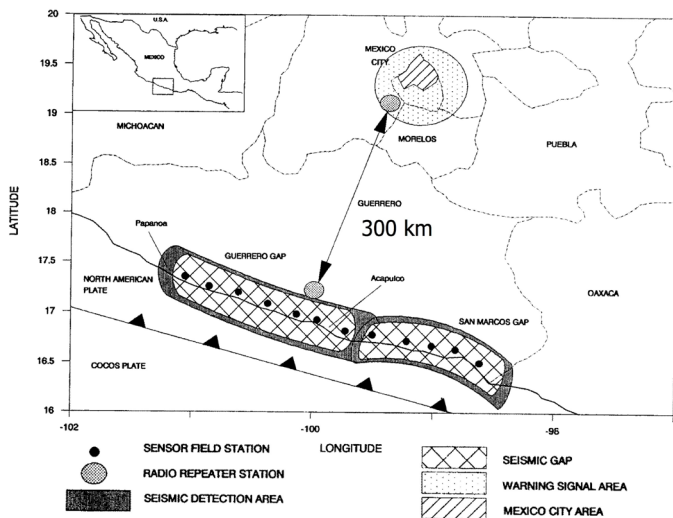 U.S.A.
MEXICO
20
19.5
19
18.5
18
17.5
17
16.5
16
LATITUDE
MEXICO
CITY
MICHOACAN
MORELOS
PUEBLA
GUERRERO
300 km
Papanoa
GUERRERO GAP
Acapulco
NORTH AMERICAN
PLATE
OAXACA
SAN MARCOS GAP
COCOS PLATE
-102
-100
-98
-96
LONGITUDE
SENSOR FIELD STATION
RADIO REPEATER STATION
SEISMIC DETECTION AREA
SEISMIC GAP
WARNING SIGNAL AREA
MEXICO CITY AREA